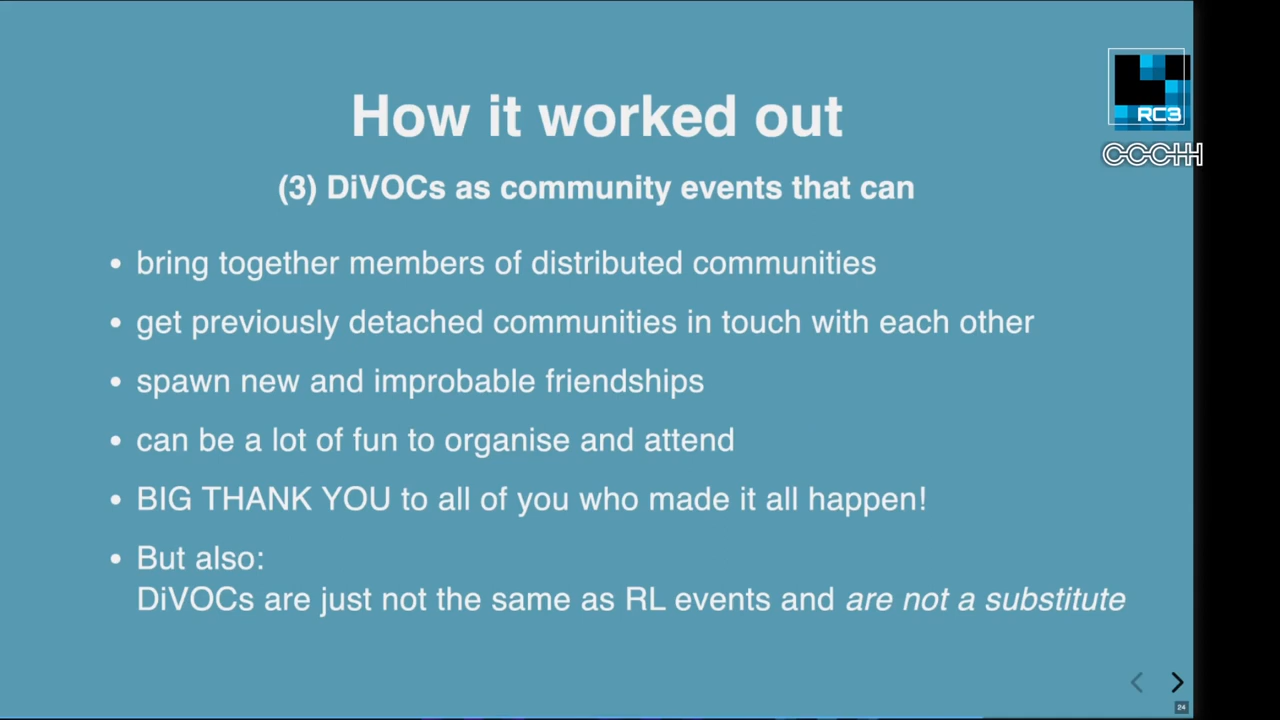 How it worked out
RC3
CCCHH
(3) DiVOCs as community events that can
• bring together members of distributed communities
• get previously detached communities in touch with each other
• spawn new and improbable friendships
• can be a lot of fun to organise and attend
• BIG THANK YOU to all of you who made it all happen!
• But also:
DiVOCs are just not the same as RL events and are not a substitute
24